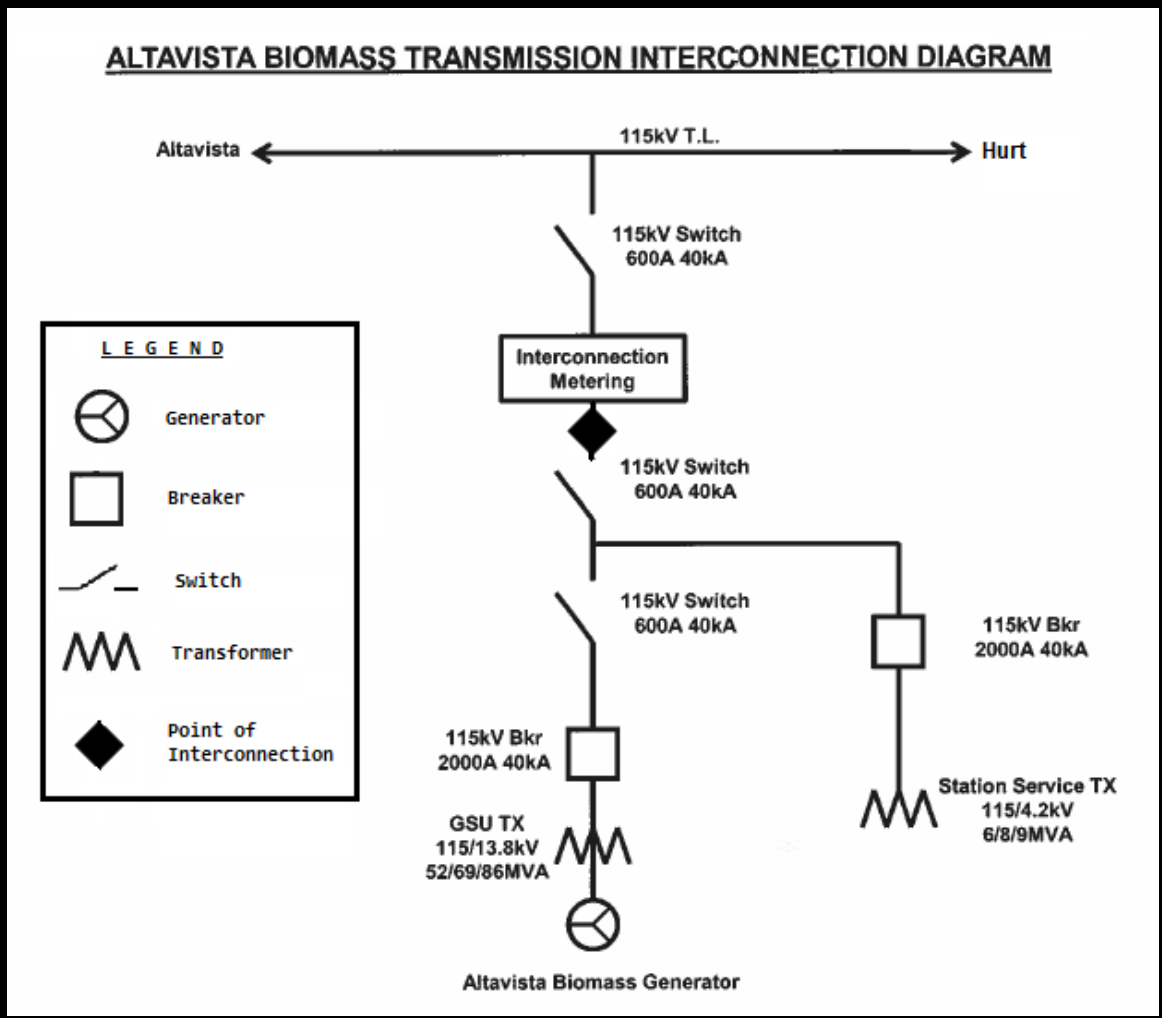 ALTAVISTA BIOMASS TRANSMISSION INTERCONNECTION DIAGRAM
115kV T.L.
Altavista
Hurt
115kV Switch
600A 40kA
L E G E N D
Generator
Breaker
Switch
Transformer
Point of
Interconnection
Interconnection
Metering
115kV Switch
600A 40kA
115kV Switch
600A 40kA
115kV Bkr
2000A 40kA
115kV Bkr
2000A 40kA
Station Service TX
115/4.2kV
6/8/9MVA
GSU TX
115/13.8kV
52/69/86MVA
Altavista Biomass Generator